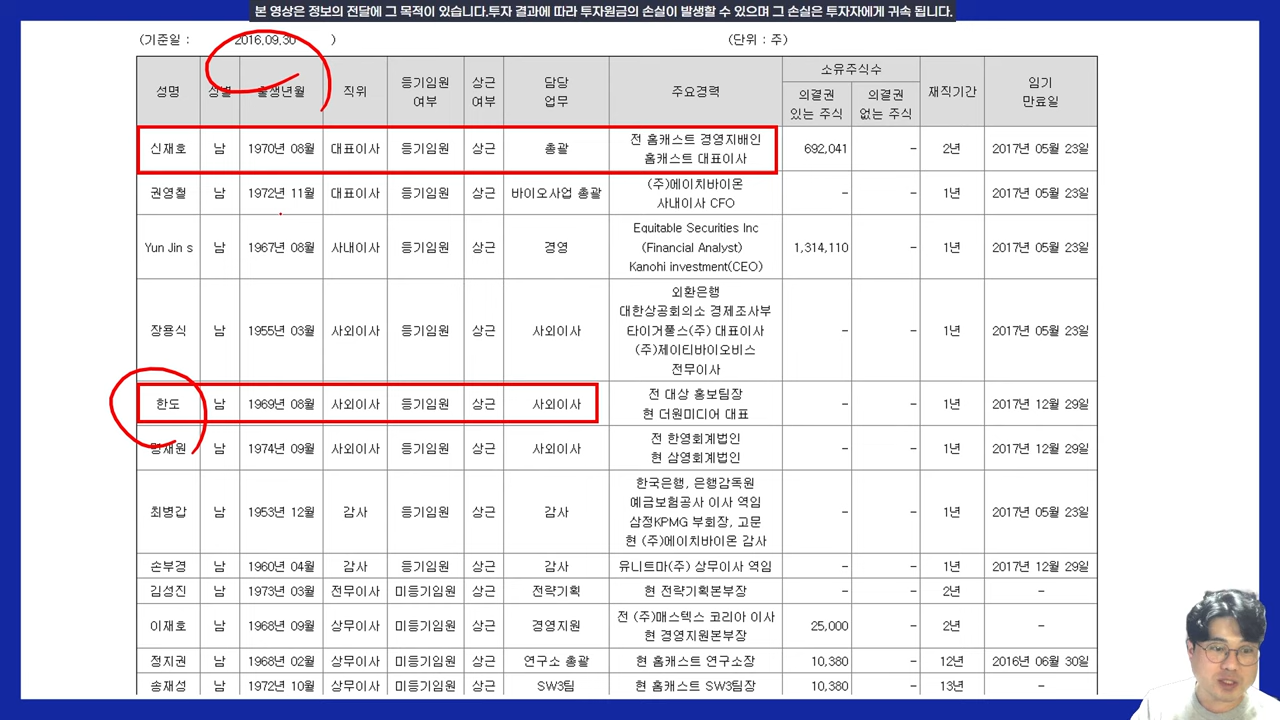 본 영상은 정보의 전달에 그 목적이 있습니다.투자 결과에 따라 투자원금의 손실이 발생할 수 있으며 그 손실은 투자자에게 귀속 됩니다.
(기준일 : 2016.09.30 ) (단위 : 주)
성명 성별 출생년월 직위 등기임원 여부 상근 여부 담당 업무 주요경력 소유주식수 의결권 있는 주식 의결권 없는 주식 재직기간 임기 만료일
신재호 남 1970년 08월 대표이사 등기임원 상근 총괄 전 홈캐스트 경영지배인 홈캐스트 대표이사 692,041 - 2년 2017년 05월 23일
권영철 남 1972년 11월 대표이사 등기임원 상근 바이오사업 총괄 (주)에이치바이온 사내이사 CFO - - 1년 2017년 05월 23일
Yun Jin s 남 1967년 08월 사내이사 등기임원 상근 경영 Equitable Securities Inc (Financial Analyst) Kanohi investment(CEO) 1,314,110 - 1년 2017년 05월 23일
장용식 남 1955년 03월 사외이사 등기임원 상근 사외이사 외환은행 대한상공회의소 경제조사부 타이거풀스(주) 대표이사 (주)제이티바이오비스 전무이사 - - 1년 2017년 05월 23일
한도 남 1969년 08월 사외이사 등기임원 상근 사외이사 전 대상 홍보팀장 현 더원미디어 대표 - - 1년 2017년 12월 29일
재원 남 1974년 09월 사외이사 등기임원 상근 사외이사 전 한영회계법인 현 삼영회계법인 - - 1년 2017년 12월 29일
최병갑 남 1953년 12월 감사 등기임원 상근 감사 한국은행, 은행감독원 예금보험공사 이사 역임 삼정KPMG 부회장, 고문 현 (주)에이치바이온 감사 - - 1년 2017년 05월 23일
손부경 남 1960년 04월 감사 등기임원 상근 감사 유니트마(주) 상무이사 역임 - - 1년 2017년 12월 29일
김성진 남 1973년 03월 전무이사 미등기임원 상근 전략기획 현 전략기획본부장 - - 2년 -
이재호 남 1968년 09월 상무이사 미등기임원 상근 경영지원 전 (주)매스텍스 코리아 이사 현 경영지원본부장 25,000 - 2년 -
정지권 남 1968년 02월 상무이사 미등기임원 상근 연구소 총괄 현 홈캐스트 연구소장 10,380 - 12년 2016년 06월 30일
송재성 남 1972년 10월 상무이사 미등기임원 상근 SW3팀 현 홈캐스트 SW3팀장 10,380 - 13년 -